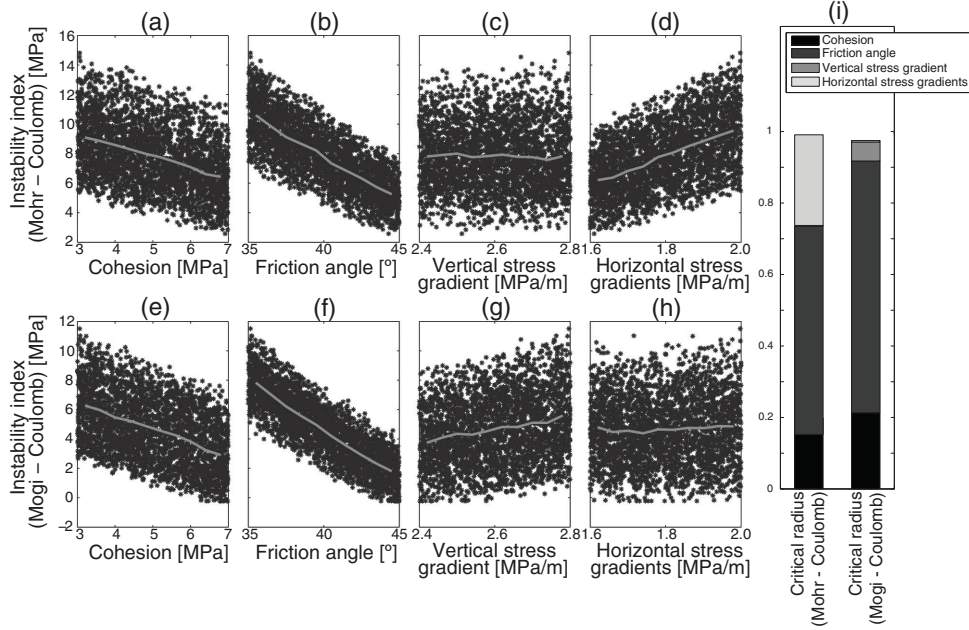 (a) (b) (c) (d) (i)
Instability index
(Mohr – Coulomb) [MPa]
16
14
12
10
8
6
4
2
3 4 5 6 7
35 40 45
2.4 2.6 2.8
1.6 1.8 2.0
Cohesion [MPa]
Friction angle [º]
Vertical stress
gradient [MPa/m]
Horizontal stress
gradients [MPa/m]
(e) (f) (g) (h)
Instability index
(Mogi – Coulomb) [MPa]
12
10
8
6
4
2
0
–2
3 4 5 6 7
35 40 45
2.4 2.6 2.8
1.6 1.8 2.0
Cohesion [MPa]
Friction angle [º]
Vertical stress
gradient [MPa/m]
Horizontal stress
gradients [MPa/m]
Cohesion
Friction angle
Vertical stress gradient
Horizontal stress gradients
1
0.8
0.6
0.4
0.2
0
Critical radius
(Mohr - Coulomb)
Critical radius
(Mogi - Coulomb)